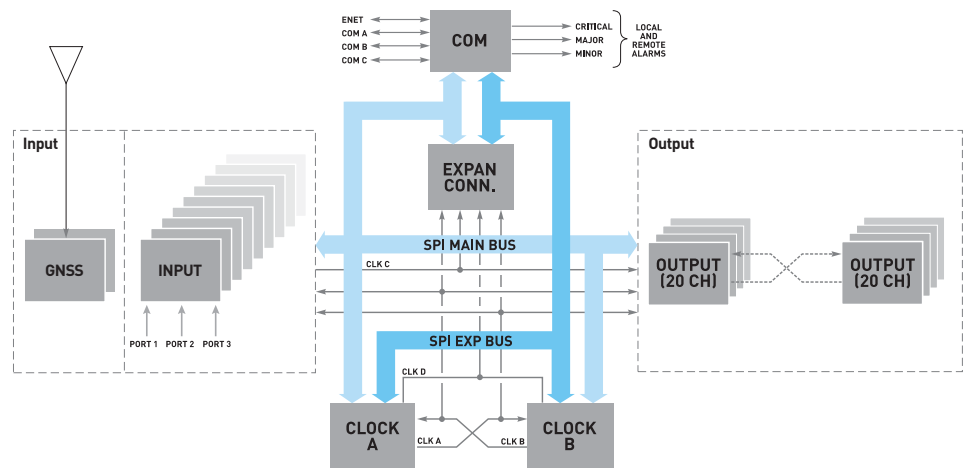 ENET
COM A
COM B
COM C
COM
CRITICAL
MAJOR
MINOR
LOCAL
AND
REMOTE
ALARMS
Input
Output
EXPAN
CONN.
GNSS
INPUT
PORT 1
PORT 2
PORT 3
SPI MAIN BUS
CLK C
OUTPUT
(20 CH)
OUTPUT
(20 CH)
SPI EXP BUS
CLK D
CLOCK
A
CLK A
CLK B
CLOCK
B